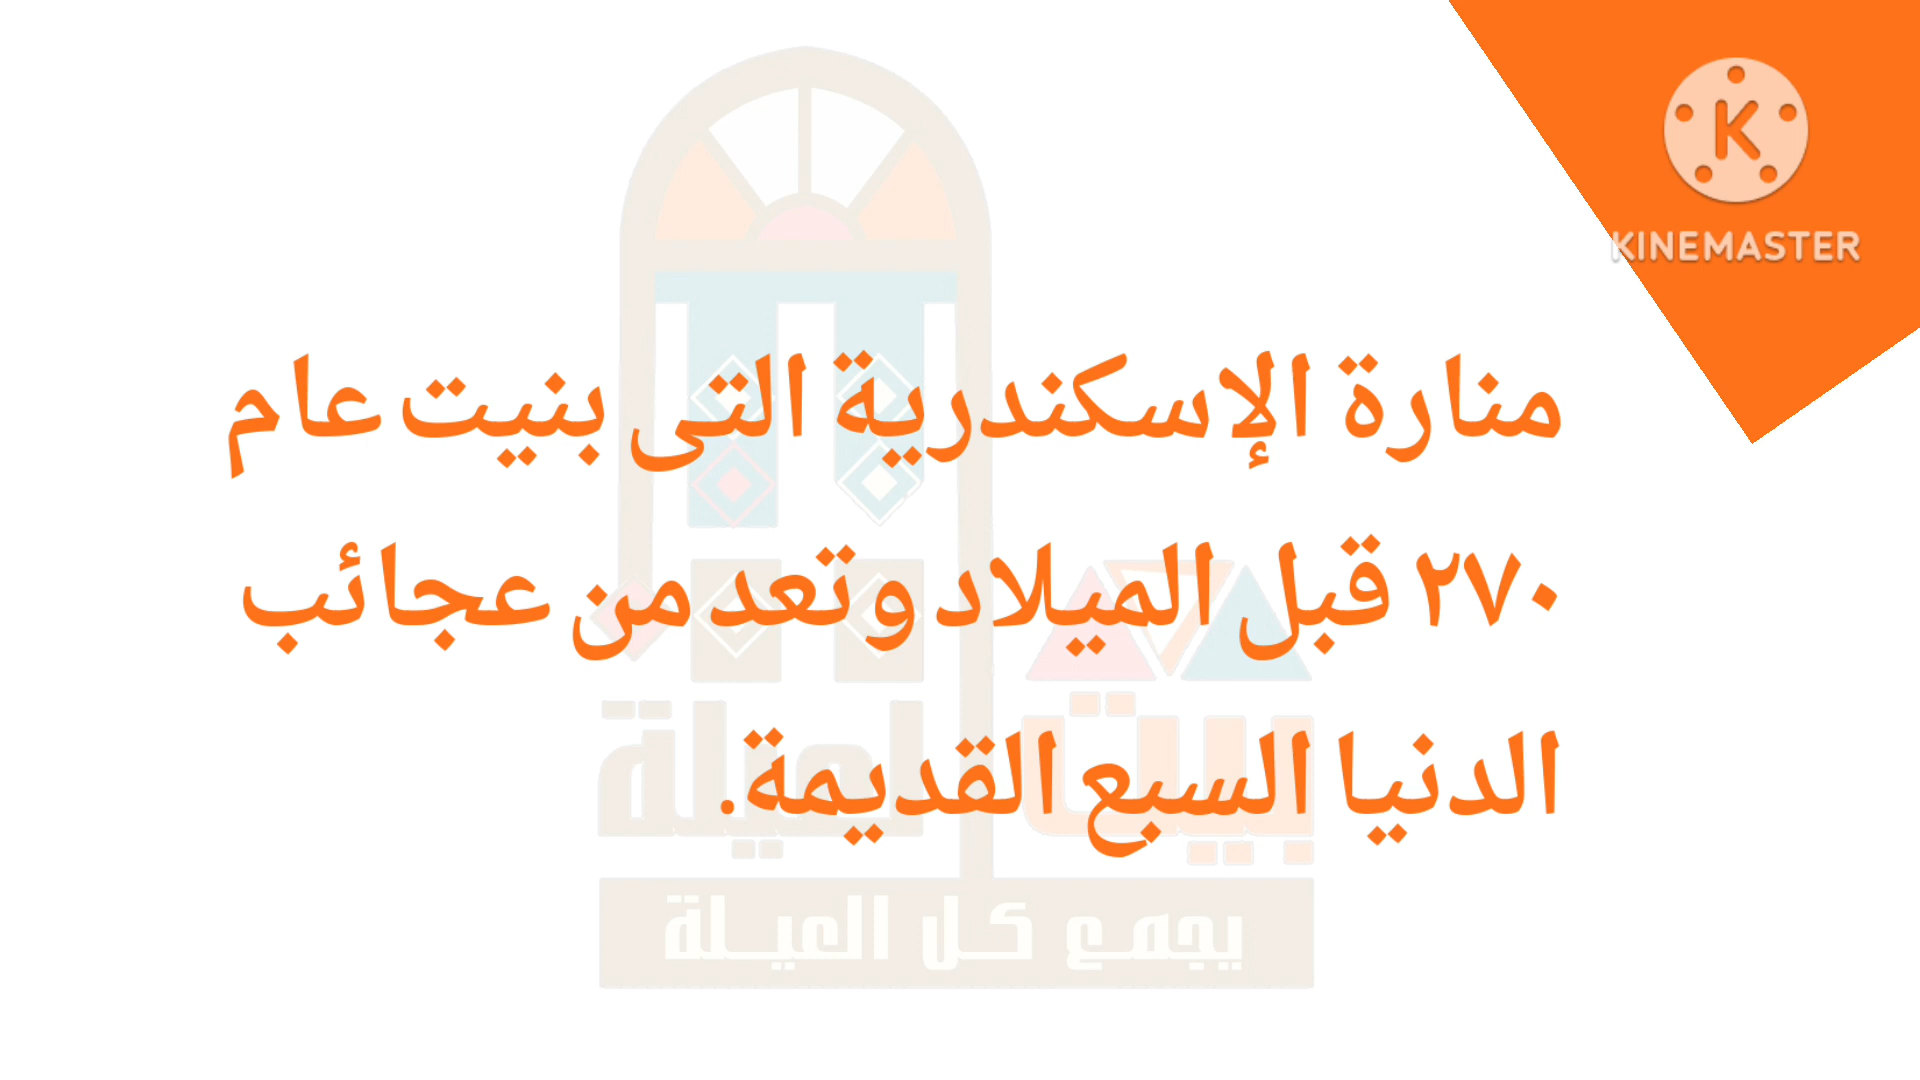 KINEMASTER
منارة الإسكندرية التى بنيت عام
٢٧٠ قبل الميلاد وتعد من عجائب
الدنيا السبع القديمة.
بيت لعيلة
يجمع كل العيلة